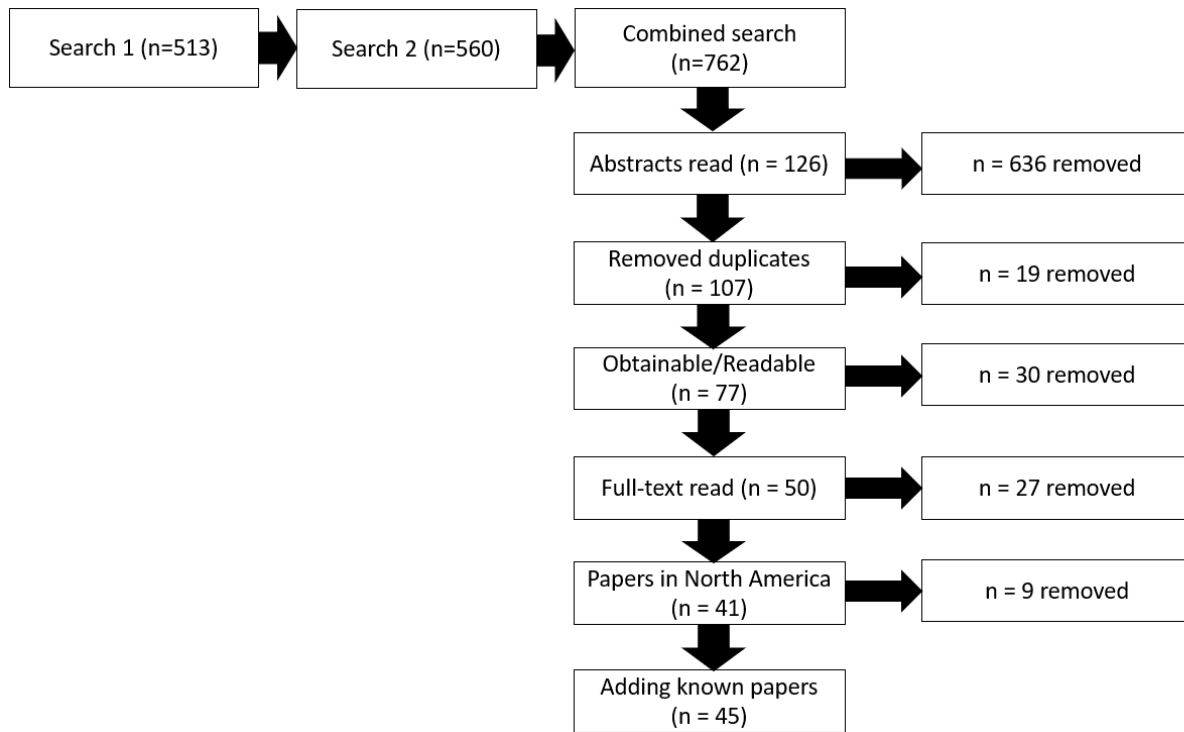 Search 1 (n=513)
Search 2 (n=560)
Combined search
(n=762)
Abstracts read (n = 126)
n = 636 removed
Removed duplicates
(n = 107)
n = 19 removed
Obtainable/Readable
(n = 77)
n = 30 removed
Full-text read (n = 50)
n = 27 removed
Papers in North America
(n = 41)
n = 9 removed
Adding known papers
(n = 45)